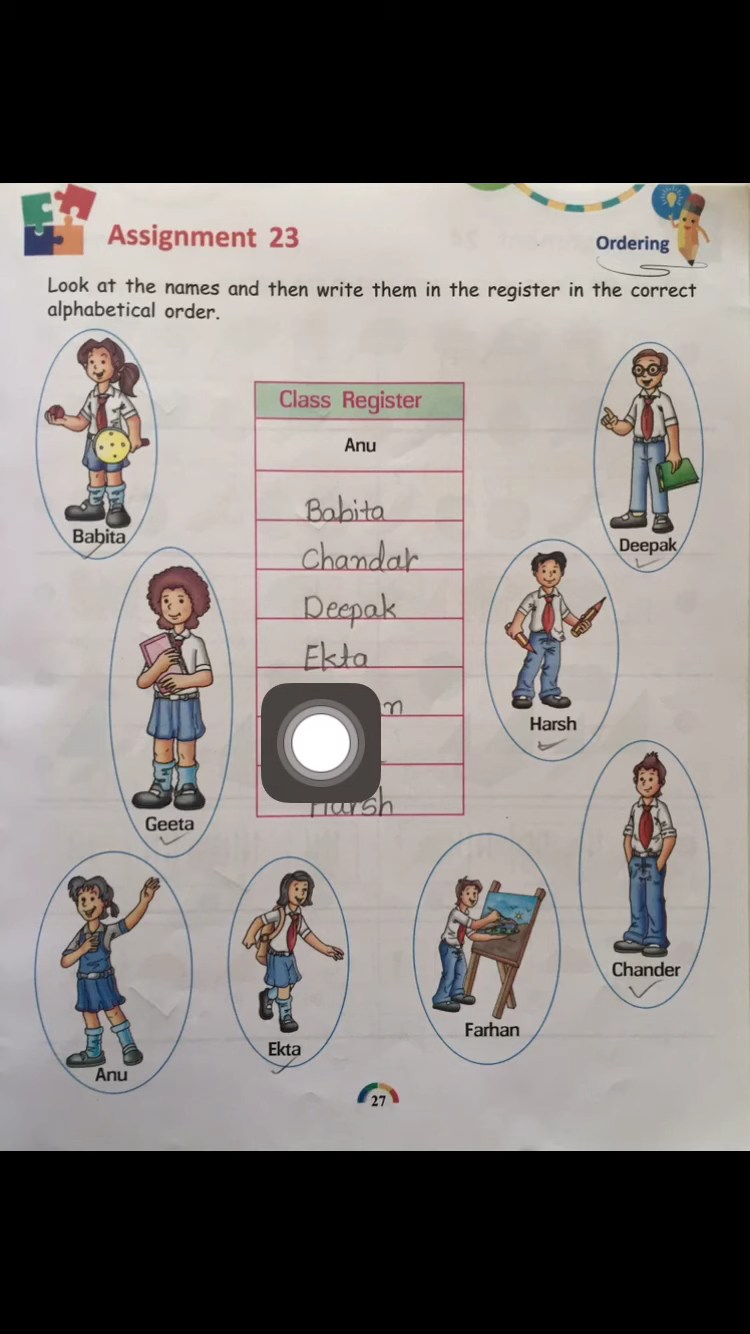 Assignment 23
Ordering
Look at the names and then write them in the register in the correct
alphabetical order.
Class Register
Anu
Babita
Chandar
Deepak
Ekta
n
Harsh
Babita
Deepak
Geeta
Harsh
Anu
Ekta
Farhan
Chander
27